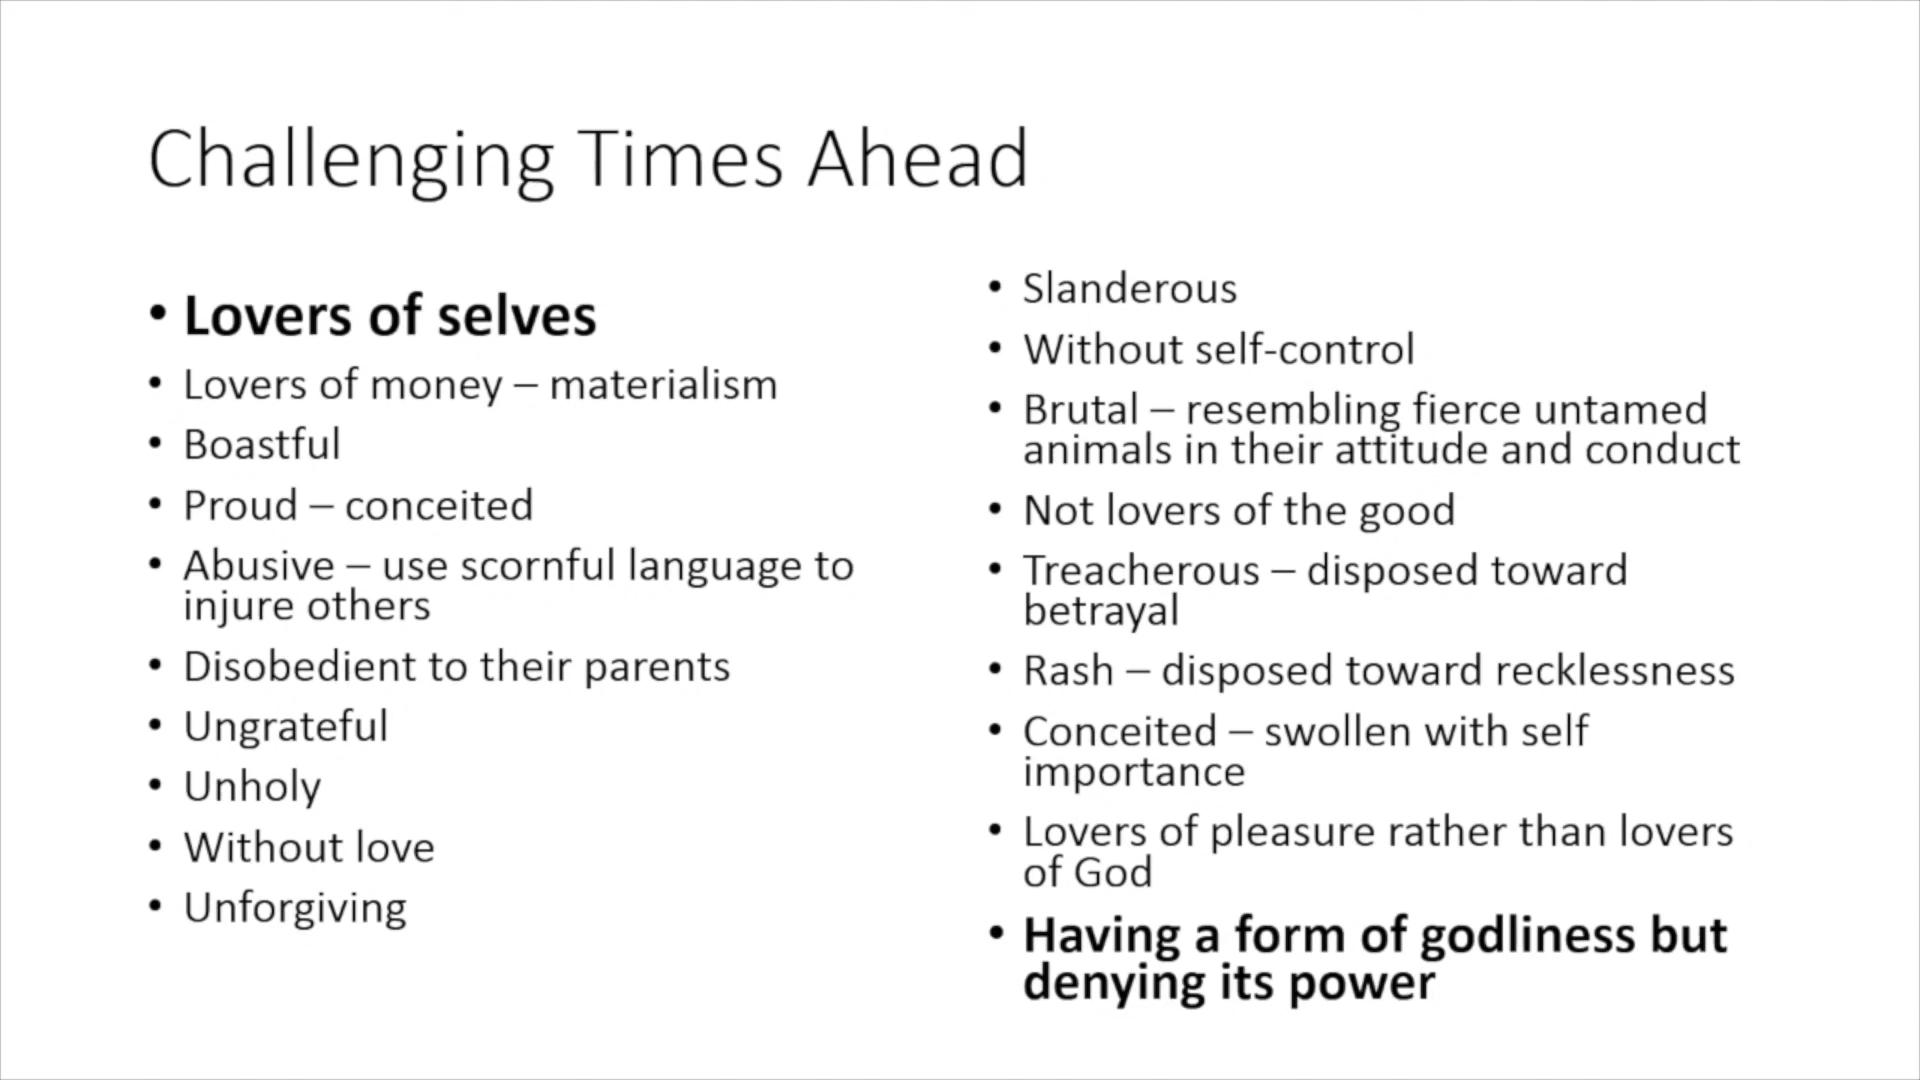 Challenging Times Ahead
• Lovers of selves
• Lovers of money – materialism
• Boastful
• Proud – conceited
• Abusive – use scornful language to
injure others
• Disobedient to their parents
• Ungrateful
• Unholy
• Without love
• Unforgiving
• Slanderous
• Without self-control
• Brutal – resembling fierce untamed
animals in their attitude and conduct
• Not lovers of the good
• Treacherous – disposed toward
betrayal
• Rash – disposed toward recklessness
• Conceited – swollen with self
importance
• Lovers of pleasure rather than lovers
of God
• Having a form of godliness but
denying its power